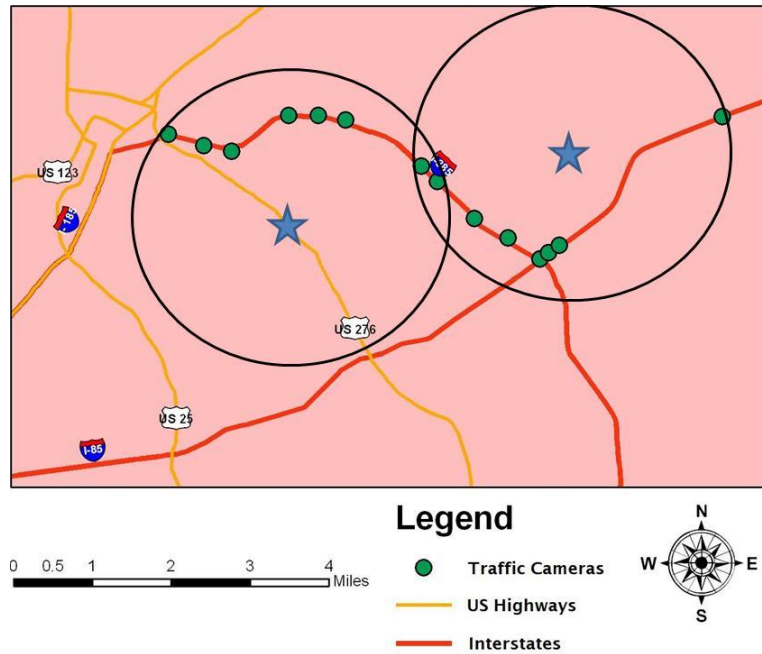 US 123
I-185
I-385
US 276
US 25
I-85
Legend
Traffic Cameras
US Highways
Interstates
0 0.5 1 2 3 4
Miles
N
W E
S